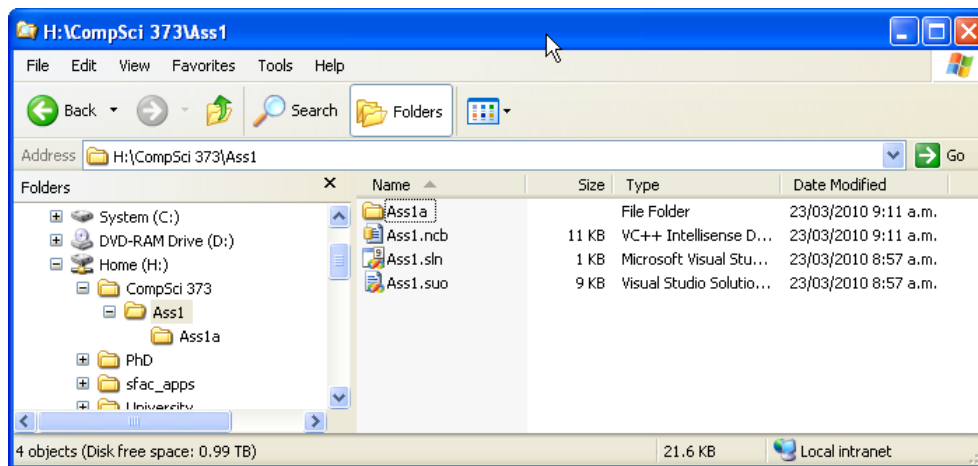 H:\CompSci 373\Ass1
File Edit View Favorites Tools Help
Back Search Folders
Address H:\CompSci 373\Ass1 Go
Folders Name Size Type Date Modified
System (C:) Ass1a File Folder 23/03/2010 9:11 a.m.
DVD-RAM Drive (D:) Ass1.ncb 11 KB VC++ Intellisense D... 23/03/2010 9:11 a.m.
Home (H:) Ass1.sln 1 KB Microsoft Visual Stu... 23/03/2010 8:57 a.m.
CompSci 373 Ass1.suo 9 KB Visual Studio Solutio... 23/03/2010 8:57 a.m.
Ass1
Ass1a
PhD
sfac_apps
University
4 objects (Disk free space: 0.99 TB) 21.6 KB Local intranet